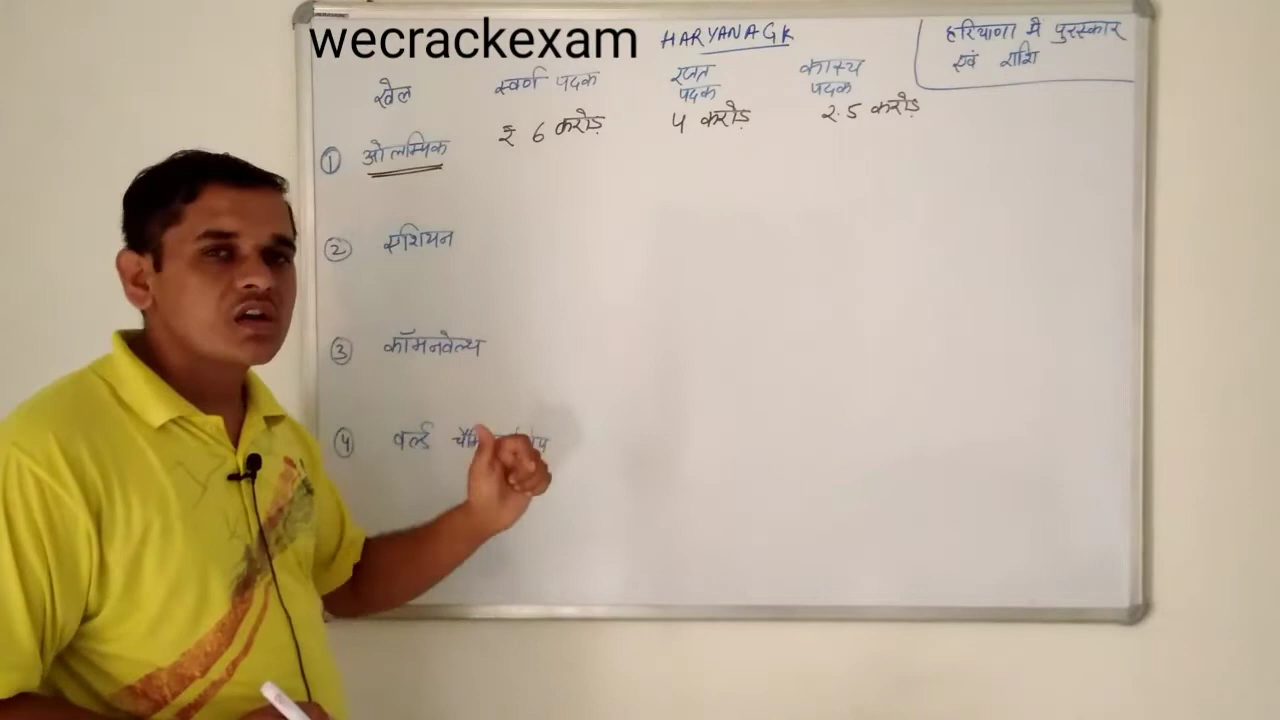 wecrackexam
HARYANA GK
हरियाणा मे पुरस्कार
एवं राशि
खेल स्वर्ण पदक रजत पदक कास्य पदक
① ओलम्पिक ₹ 6 करोड़ 4 करोड़ 2.5 करोड़
② एशियन
③ कॉमनवेल्थ
④ वर्ल्ड